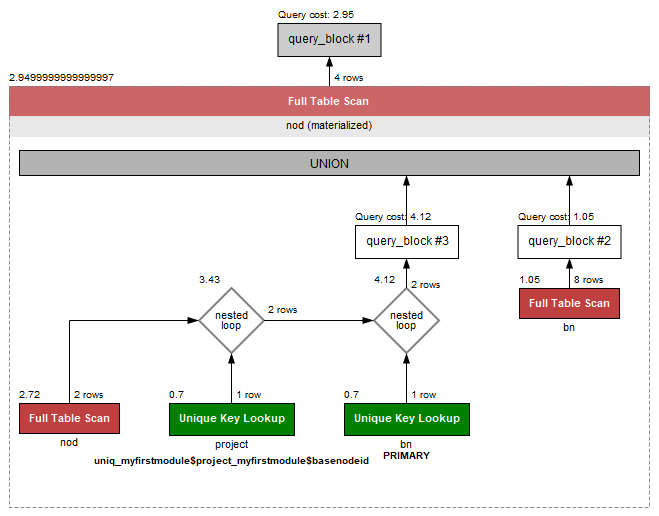 Query cost: 2.95
query_block #1
2.9499999999999997
4 rows
Full Table Scan
nod (materialized)
UNION
Query cost: 4.12
Query cost: 1.05
query_block #3
query_block #2
3.43
4.12
2 rows
1.05
8 rows
nested
loop
2 rows
nested
loop
Full Table Scan
bn
2.72
2 rows
0.7
1 row
0.7
1 row
Full Table Scan
Unique Key Lookup
Unique Key Lookup
nod
project
bn
uniq_myfirstmodule$project_myfirstmodule$basenodeid
PRIMARY